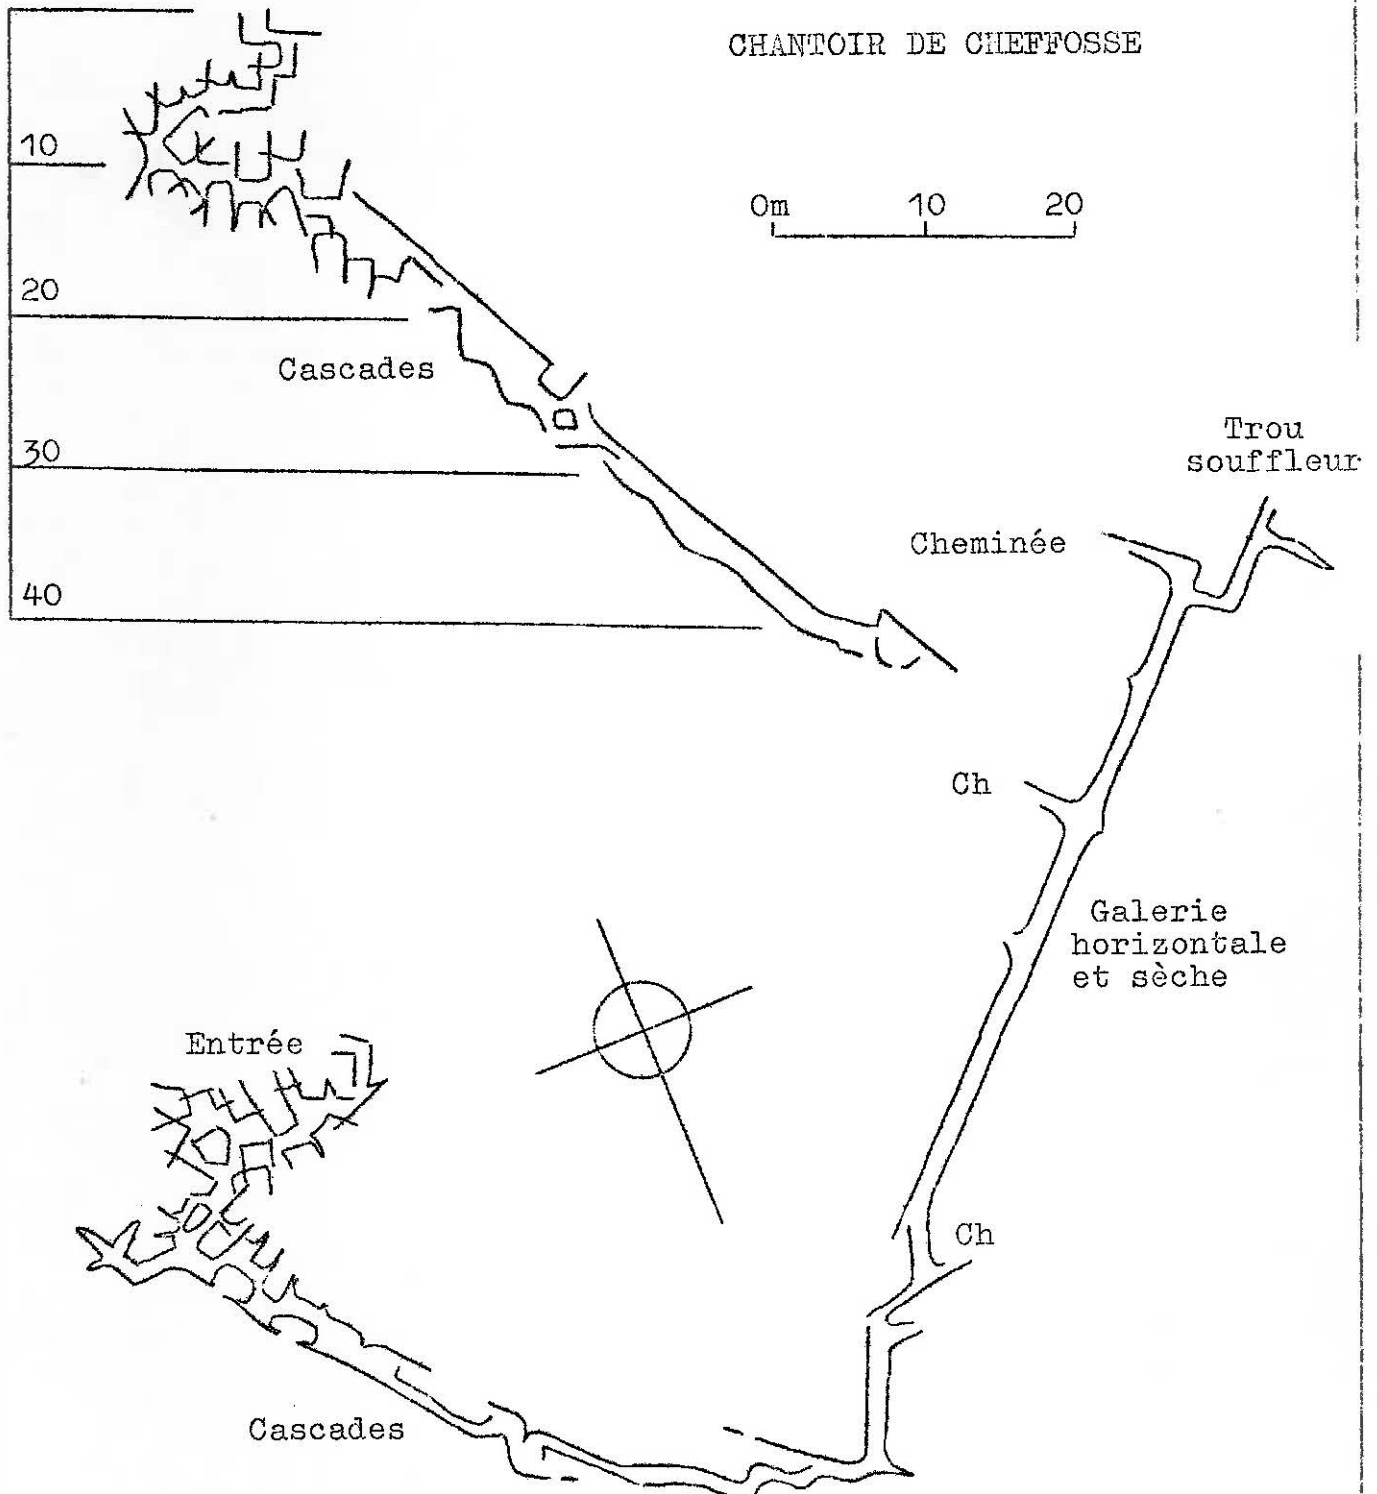 CHANTOIR DE CHEFFOSSE
10
0m 10 20
20
Cascades
30
Trou
souffleur
Cheminée
40
Ch
Galerie
horizontale
et sèche
Entrée
Ch
Cascades